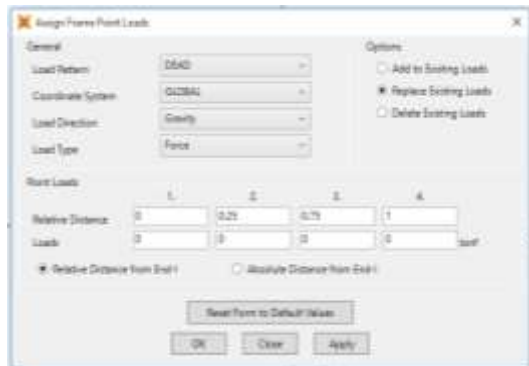 Assign Frame Point Loads
General
Options
Load Pattern DEAD
Coordinate System GLOBAL
Load Direction Gravity
Load Type Force
Add to Existing Loads
Replace Existing Loads
Delete Existing Loads
Point Loads
1. 2. 3. 4.
Relative Distance 0 0.25 0.75 1
Loads 0 0 0 0
Relative Distance from End-I Absolute Distance from End-I
Reset Form to Default Values
OK Close Apply